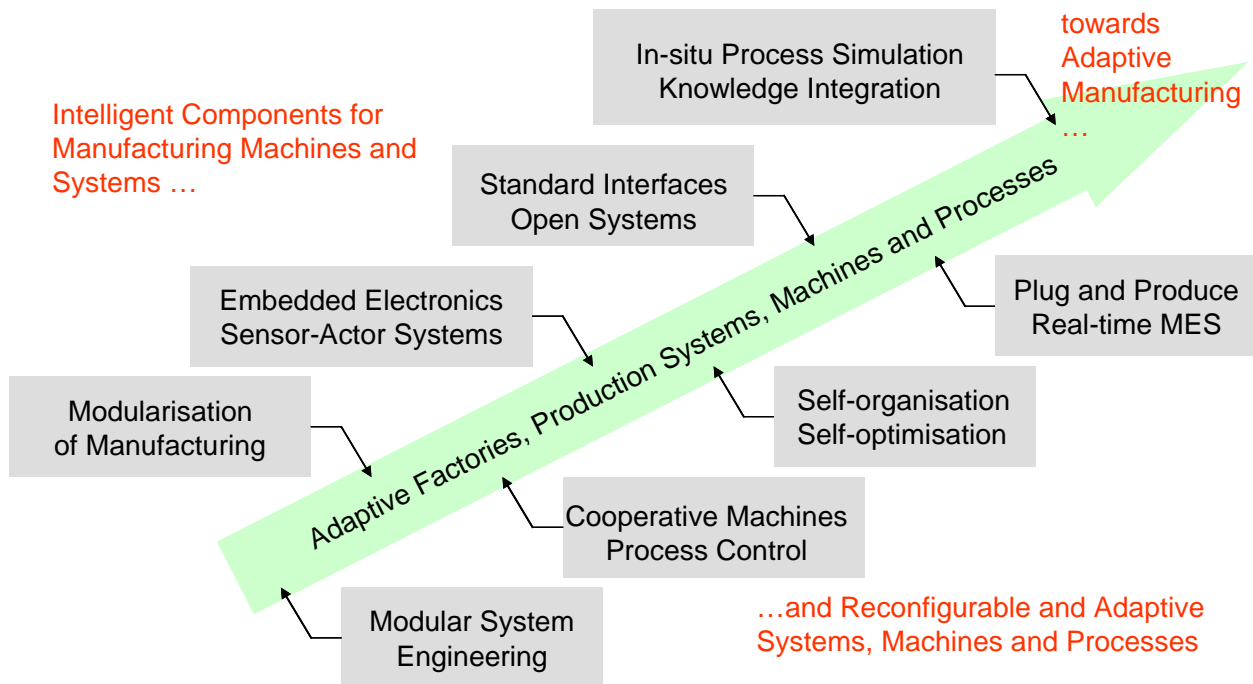 towards
Adaptive
Manufacturing
…
In-situ Process Simulation
Knowledge Integration
Intelligent Components for
Manufacturing Machines and
Systems …
Standard Interfaces
Open Systems
Embedded Electronics
Sensor-Actor Systems
Modularisation
of Manufacturing
Adaptive Factories, Production Systems, Machines and Processes
Plug and Produce
Real-time MES
Self-organisation
Self-optimisation
Cooperative Machines
Process Control
Modular System
Engineering
…and Reconfigurable and Adaptive
Systems, Machines and Processes